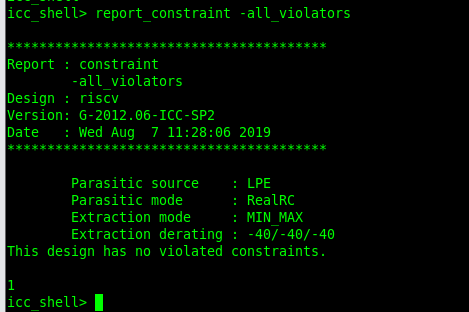 icc_shell> report_constraint -all_violators

****************************************
Report : constraint
        -all_violators
Design : riscv
Version: G-2012.06-ICC-SP2
Date   : Wed Aug  7 11:28:06 2019
****************************************

        Parasitic source    : LPE
        Parasitic mode      : RealRC
        Extraction mode     : MIN_MAX
        Extraction derating : -40/-40/-40
This design has no violated constraints.

1
icc_shell>